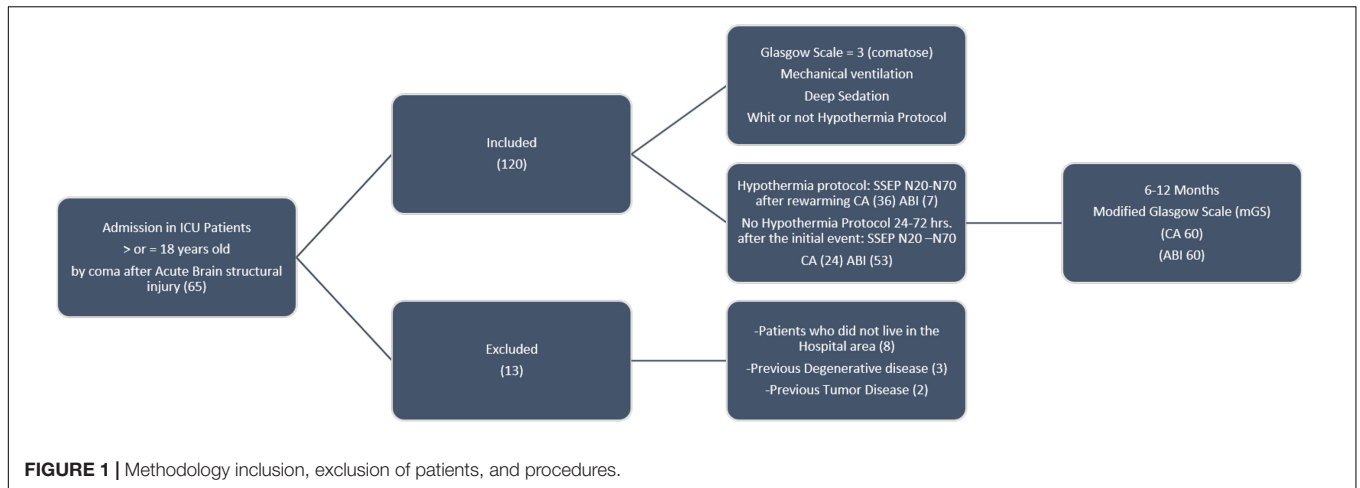 Admission in ICU Patients
> or = 18 years old
by coma after Acute Brain structural
injury (65)
Included
(120)
Excluded
(13)
Glasgow Scale = 3 (comatose)
Mechanical ventilation
Deep Sedation
Whit or not Hypothermia Protocol
Hypothermia protocol: SSEP N20-N70
after rewarming CA (36) ABI (7)
No Hypothermia Protocol 24-72 hrs.
after the initial event: SSEP N20 –N70
CA (24) ABI (53)
-Patients who did not live in the
Hospital area (8)
-Previous Degenerative disease (3)
-Previous Tumor Disease (2)
6-12 Months
Modified Glasgow Scale (mGS)
(CA 60)
(ABI 60)
FIGURE 1 | Methodology inclusion, exclusion of patients, and procedures.